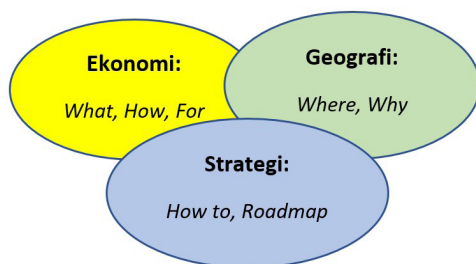 Ekonomi:
What, How, For
Geografi:
Where, Why
Strategi:
How to, Roadmap